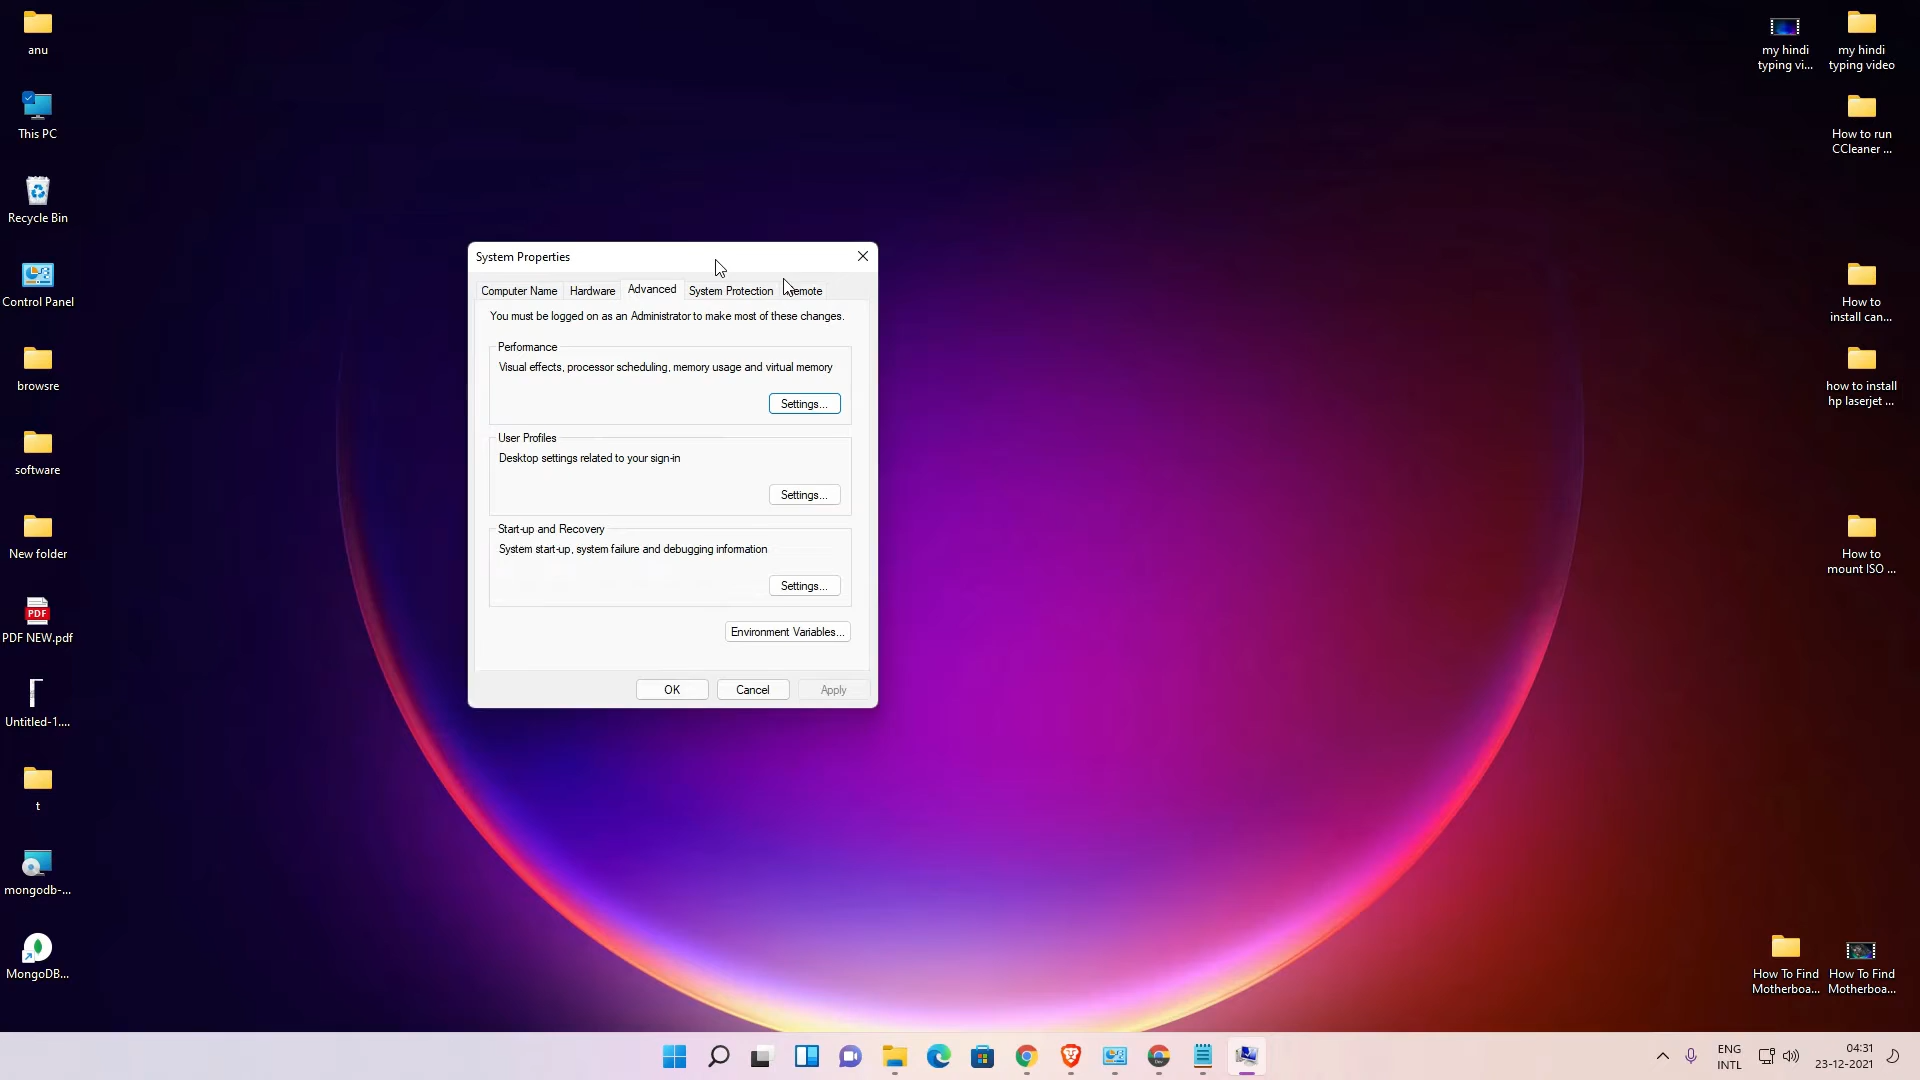 anu
This PC
Recycle Bin
Control Panel
browsre
software
New folder
PDF NEW.pdf
Untitled-1....
t
mongodb-...
MongoDB...
System Properties
Computer Name
Hardware
Advanced
System Protection
You must be logged on as an Administrator to make most of these changes.
Performance
Visual effects, processor scheduling, memory usage and virtual memory
Settings...
User Profiles
Desktop settings related to your sign-in
Settings...
Start-up and Recovery
System start-up, system failure and debugging information
Settings...
Environment Variables...
OK
Cancel
Apply
my hindi
typing vi...
my hindi
typing video
How to run
CCleaner ...
How to
install can...
how to install
hp laserjet ...
How to
mount ISO ...
How To Find
Motherboa...
How To Find
Motherboa...
PDF
ENG
INTL
04:31
23-12-2021